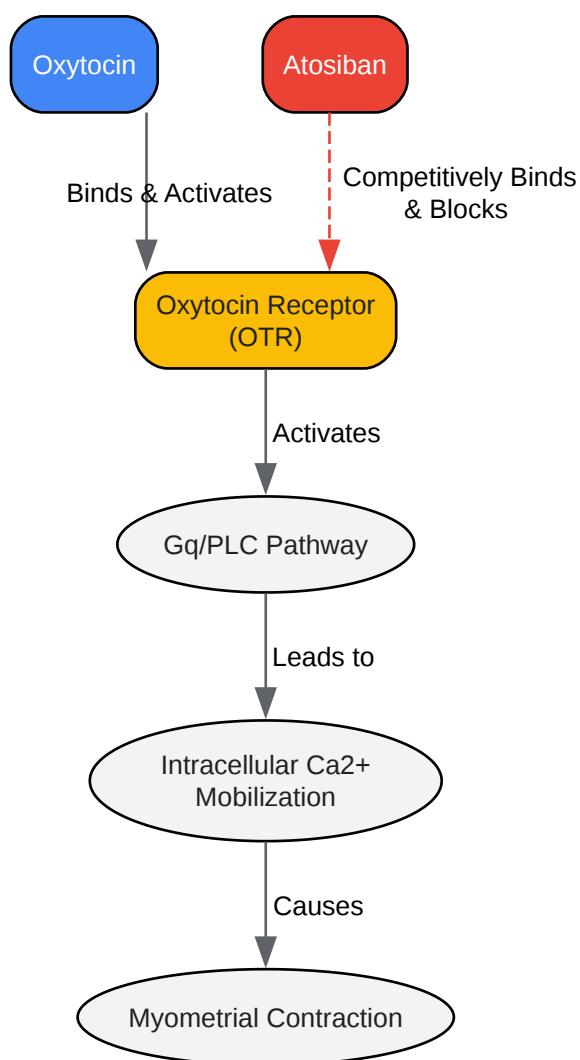 Oxytocin
Atosiban
Binds & Activates
Competitively Binds
& Blocks
Oxytocin Receptor
(OTR)
Activates
Gq/PLC Pathway
Leads to
Intracellular Ca2+
Mobilization
Causes
Myometrial Contraction